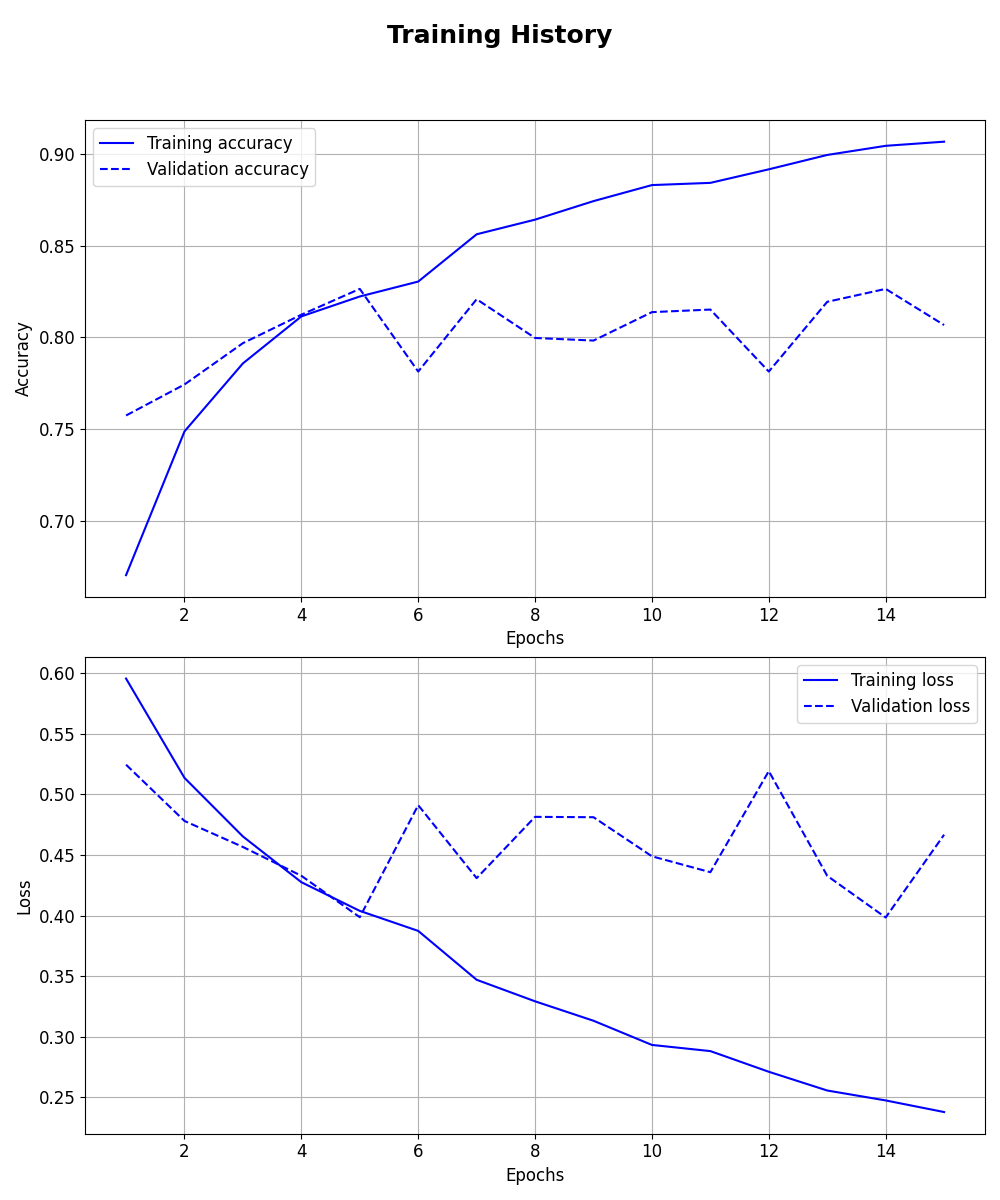 Training History
Training accuracy
Validation accuracy
0.90
0.85
0.80
0.75
0.70
Accuracy
2 4 6 8 10 12 14
Epochs
Training loss
Validation loss
0.60
0.55
0.50
0.45
0.40
0.35
0.30
0.25
Loss
2 4 6 8 10 12 14
Epochs